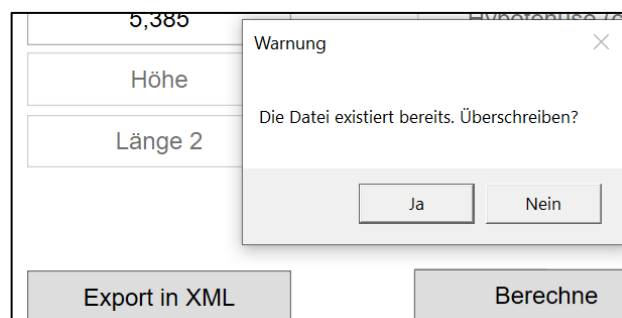 5,385
Warnung
Höhe
Die Datei existiert bereits. Überschreiben?
Länge 2
Ja
Nein
Export in XML
Berechne